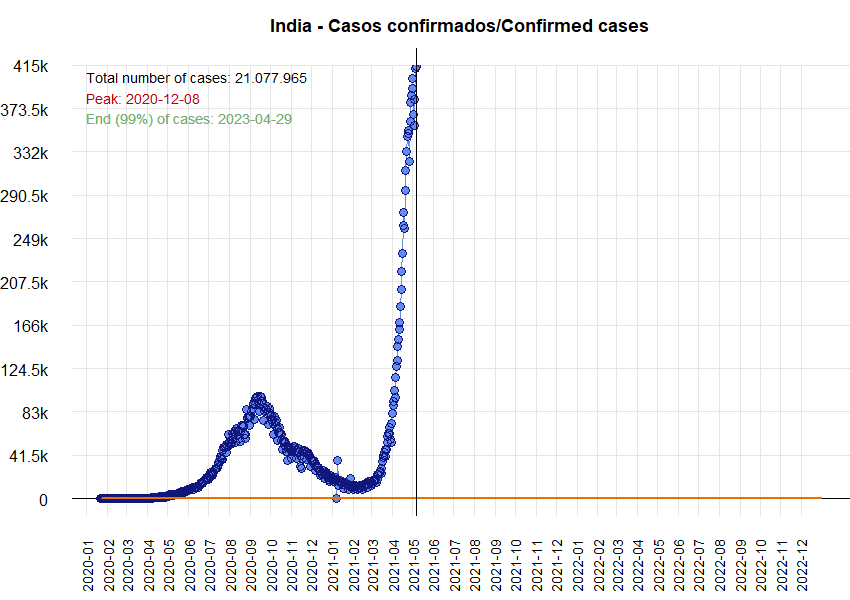 India - Casos confirmados/Confirmed cases
Total number of cases: 21.077.965
Peak: 2020-12-08
End (99%) of cases: 2023-04-29
415k
373.5k
332k
290.5k
249k
207.5k
166k
124.5k
83k
41.5k
0
2020-01
2020-02
2020-03
2020-04
2020-05
2020-06
2020-07
2020-08
2020-09
2020-10
2020-11
2020-12
2021-01
2021-02
2021-03
2021-04
2021-05
2021-06
2021-07
2021-08
2021-09
2021-10
2021-11
2021-12
2022-01
2022-02
2022-03
2022-04
2022-05
2022-06
2022-07
2022-08
2022-09
2022-10
2022-11
2022-12